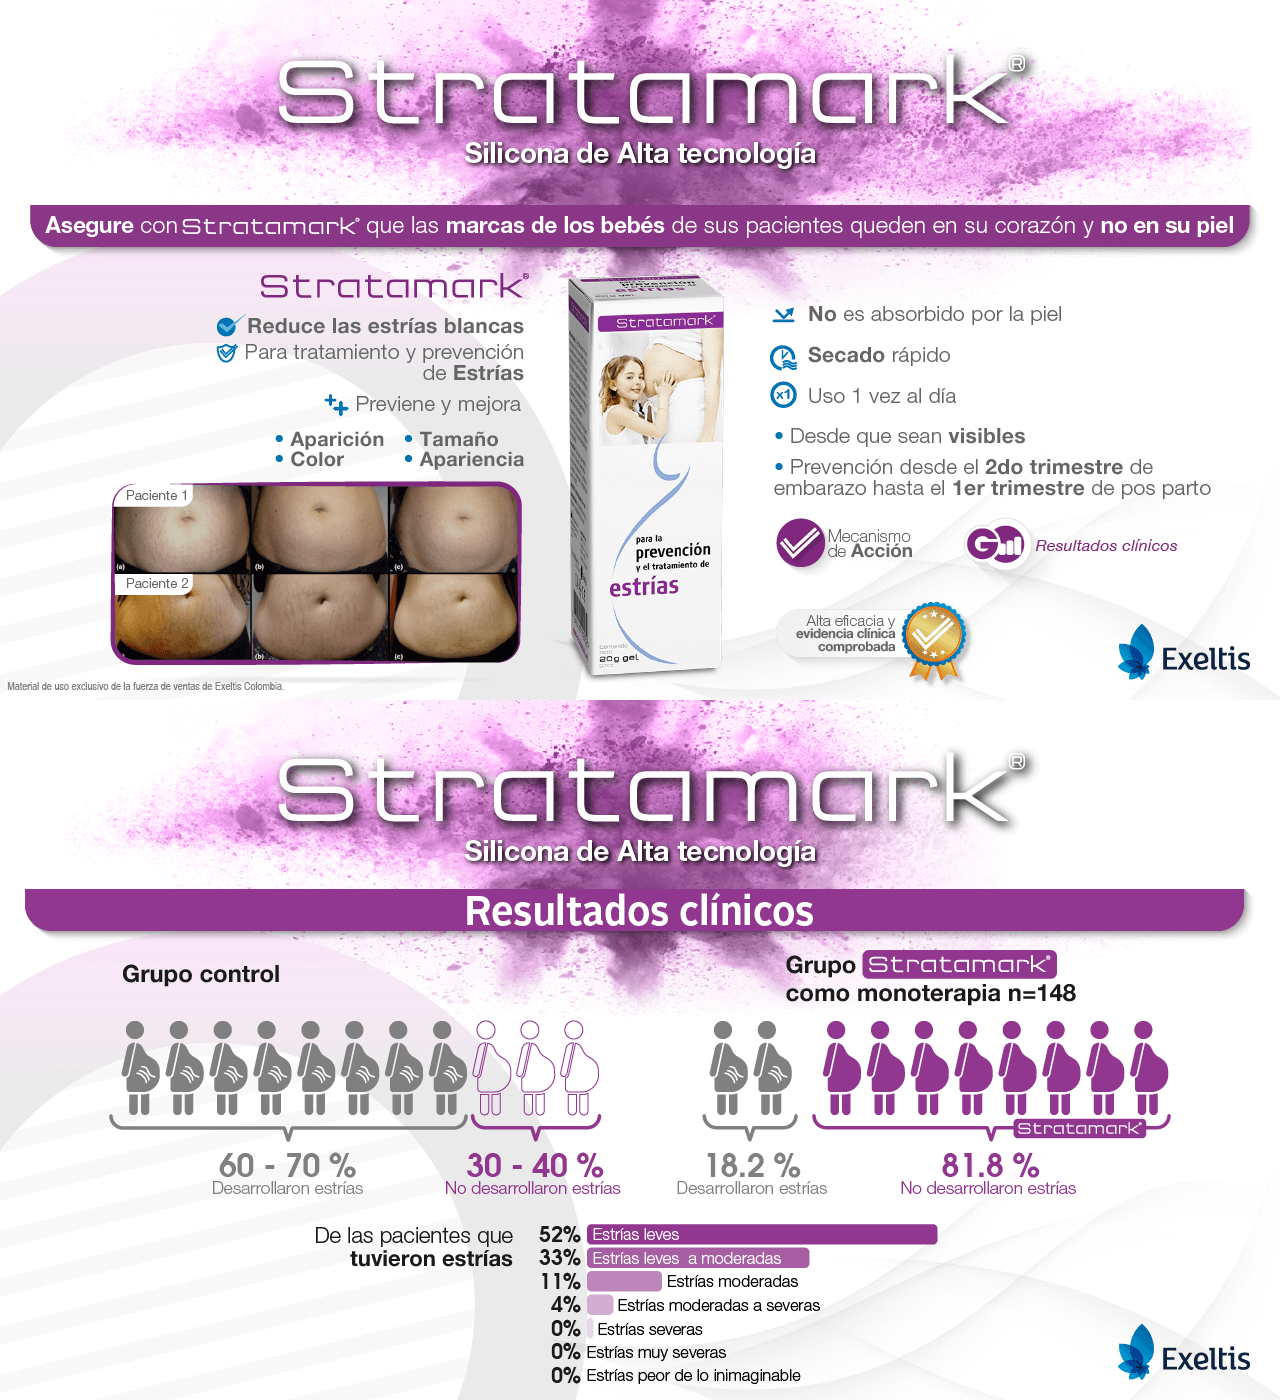 Stratamark®
Silicona de Alta tecnología
Asegure con Stratamark® que las marcas de los bebés de sus pacientes queden en su corazón y no en su piel
Stratamark®
Reduce las estrías blancas
Para tratamiento y prevención
de Estrías
Previene y mejora
• Aparición • Tamaño
• Color • Apariencia
Paciente 1
(a) (b) (c)
Paciente 2
(b) (c)
prevención
estrías
Stratamark®
para la
prevención
y el tratamiento de
estrías
Contenido
neto
20g gel
No es absorbido por la piel
Secado rápido
x1 Uso 1 vez al día
• Desde que sean visibles
• Prevención desde el 2do trimestre de
embarazo hasta el 1er trimestre de pos parto
Mecanismo
de Acción
Resultados clínicos
Alta eficacia y
evidencia clínica
comprobada
Exeltis
Material de uso exclusivo de la fuerza de ventas de Exeltis Colombia.
Stratamark®
Silicona de Alta tecnología
Resultados clínicos
Grupo control
Grupo Stratamark®
como monoterapia n=148
Stratamark®
60 - 70 %
Desarrollaron estrías
30 - 40 %
No desarrollaron estrías
18.2 %
Desarrollaron estrías
81.8 %
No desarrollaron estrías
De las pacientes que
tuvieron estrías
52% Estrías leves
33% Estrías leves a moderadas
11% Estrías moderadas
4% Estrías moderadas a severas
0% Estrías severas
0% Estrías muy severas
0% Estrías peor de lo inimaginable
Exeltis